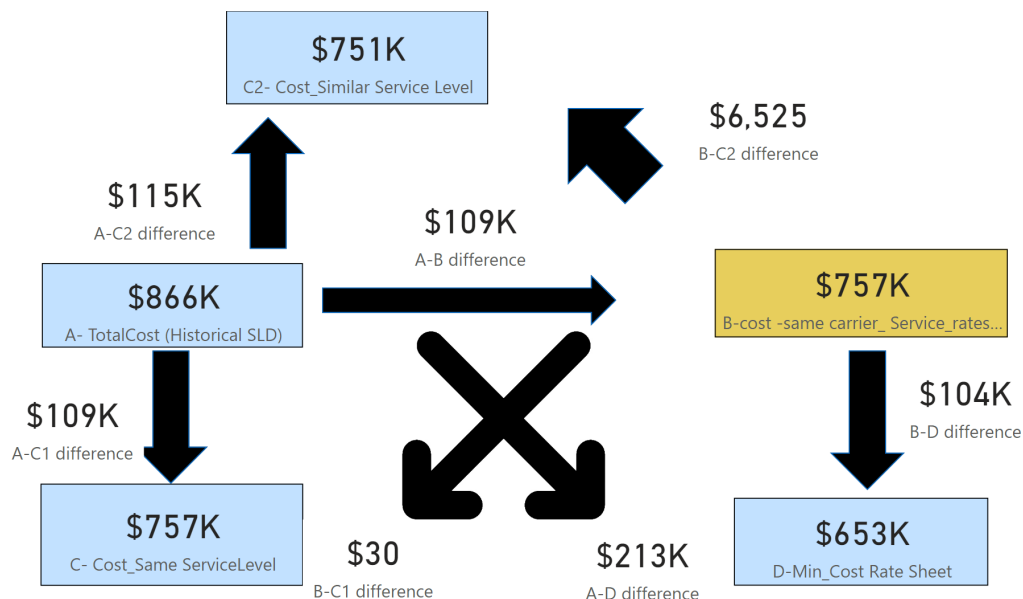 $751K
C2- Cost_Similar Service Level
$6,525
B-C2 difference
$115K
A-C2 difference
$109K
A-B difference
$866K
A- TotalCost (Historical SLD)
$757K
B-cost -same carrier_ Service_rates...
$109K
A-C1 difference
$104K
B-D difference
$757K
C- Cost_Same ServiceLevel
$30
B-C1 difference
$213K
A-D difference
$653K
D-Min_Cost Rate Sheet